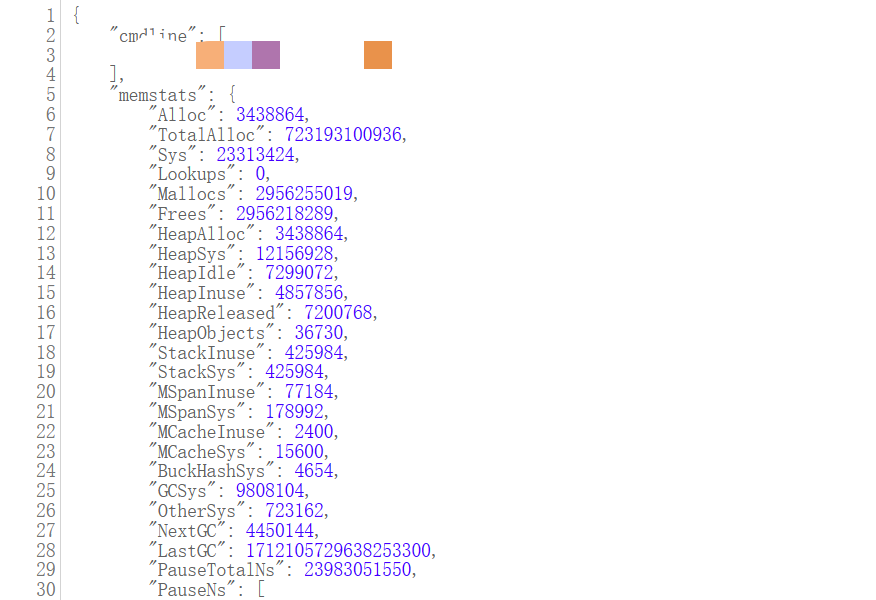 1 {
2 "cmdline": [
3
4 ],
5 "memstats": {
6 "Alloc": 3438864,
7 "TotalAlloc": 723193100936,
8 "Sys": 23313424,
9 "Lookups": 0,
10 "Mallocs": 2956255019,
11 "Frees": 2956218289,
12 "HeapAlloc": 3438864,
13 "HeapSys": 12156928,
14 "HeapIdle": 7299072,
15 "HeapInuse": 4857856,
16 "HeapReleased": 7200768,
17 "HeapObjects": 36730,
18 "StackInuse": 425984,
19 "StackSys": 425984,
20 "MSpanInuse": 77184,
21 "MSpanSys": 178992,
22 "MCacheInuse": 2400,
23 "MCacheSys": 15600,
24 "BuckHashSys": 4654,
25 "GCSys": 9808104,
26 "OtherSys": 723162,
27 "NextGC": 4450144,
28 "LastGC": 1712105729638253300,
29 "PauseTotalNs": 23983051550,
30 "PauseNs": [